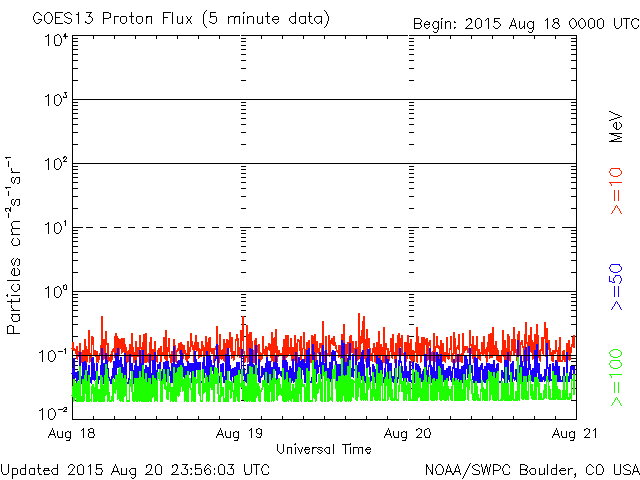 GOES13 Proton Flux (5 minute data)
Begin: 2015 Aug 18 0000 UTC
10⁴
10³
10²
10¹
10⁰
10⁻¹
10⁻²
Particles cm⁻²s⁻¹sr⁻¹
MeV
>=10
>=50
>=100
Aug 18
Aug 19
Aug 20
Aug 21
Universal Time
Updated 2015 Aug 20 23:56:03 UTC
NOAA/SWPC Boulder, CO USA